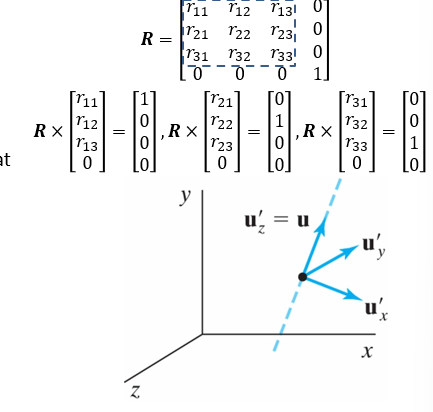 r₁₁ r₁₂ r₁₃ 0
R = r₂₁ r₂₂ r₂₃ 0
r₃₁ r₃₂ r₃₃ 0
0 0 0 1
at R × [r₁₁ r₁₂ r₁₃ 0] = [1 0 0 0], R × [r₂₁ r₂₂ r₂₃ 0] = [0 1 0 0], R × [r₃₁ r₃₂ r₃₃ 0] = [0 0 1 0]
y
u′z = u
u′y
u′x
x
z